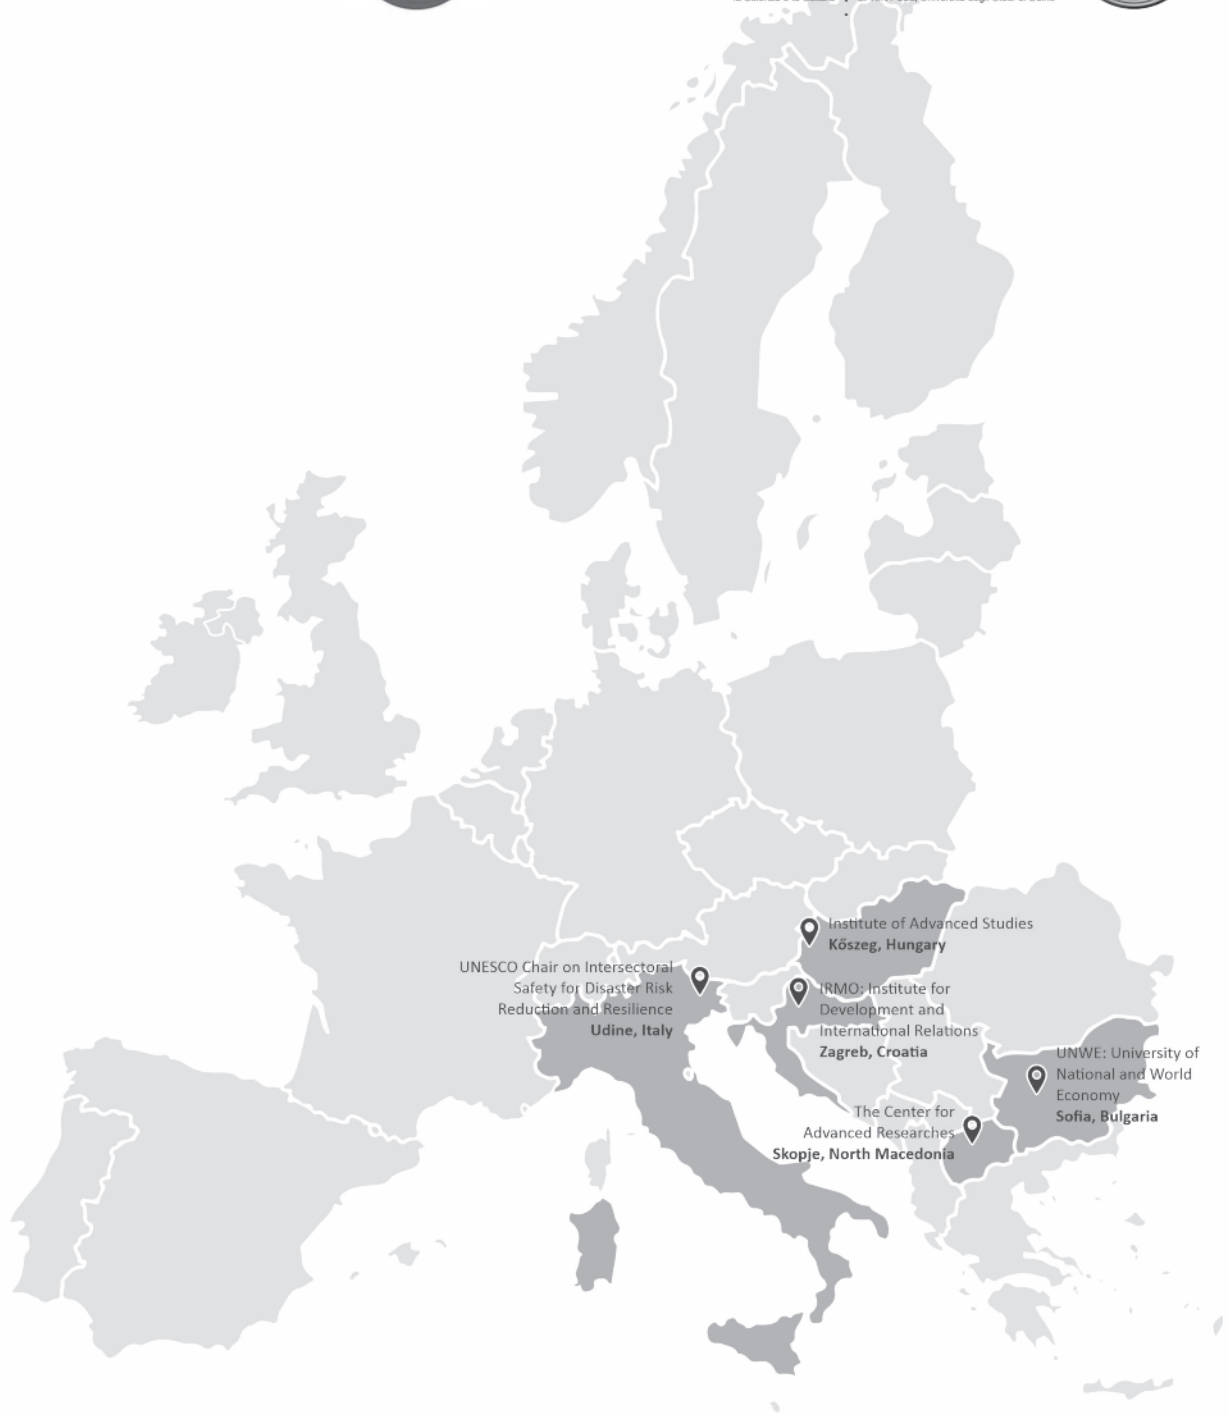 Institute of Advanced Studies
Kőszeg, Hungary
UNESCO Chair on Intersectoral
Safety for Disaster Risk
Reduction and Resilience
Udine, Italy
IRMO: Institute for
Development and
International Relations
Zagreb, Croatia
UNWE: University of
National and World
Economy
Sofia, Bulgaria
The Center for
Advanced Researches
Skopje, North Macedonia